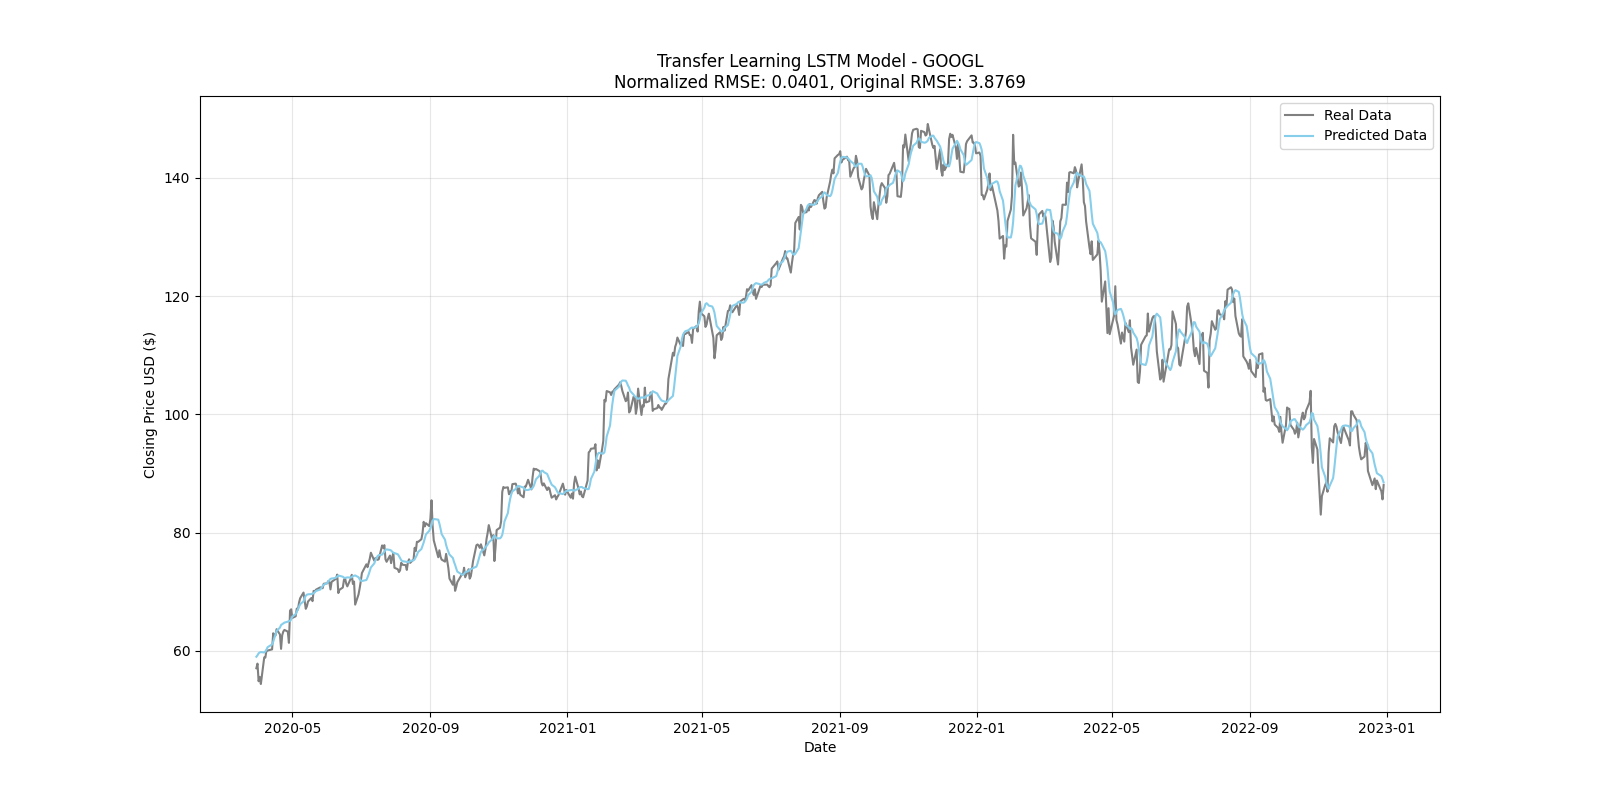 Transfer Learning LSTM Model - GOOGL
Normalized RMSE: 0.0401, Original RMSE: 3.8769
Real Data
Predicted Data
Closing Price USD ($)
140
120
100
80
60
2020-05 2020-09 2021-01 2021-05 2021-09 2022-01 2022-05 2022-09 2023-01
Date